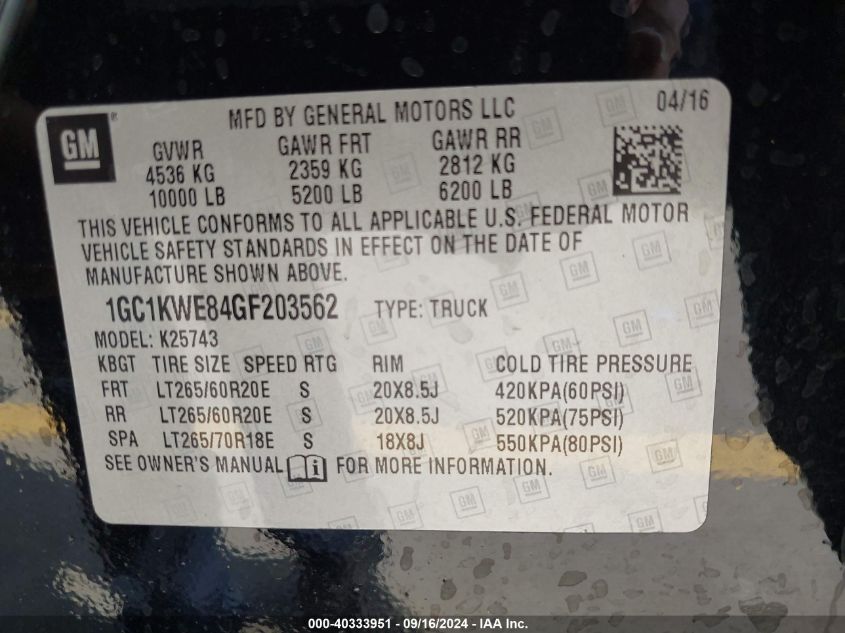 GM
®
MFD BY GENERAL MOTORS LLC 04/16
GVWR GAWR FRT GAWR RR
4536 KG 2359 KG 2812 KG
10000 LB 5200 LB 6200 LB
THIS VEHICLE CONFORMS TO ALL APPLICABLE U.S. FEDERAL MOTOR
VEHICLE SAFETY STANDARDS IN EFFECT ON THE DATE OF
MANUFACTURE SHOWN ABOVE.
1GC1KWE84GF203562 TYPE: TRUCK
MODEL: K25743
KBGT TIRE SIZE SPEED RTG RIM COLD TIRE PRESSURE
FRT LT265/60R20E S 20X8.5J 420KPA(60PSI)
RR LT265/60R20E S 20X8.5J 520KPA(75PSI)
SPA LT265/70R18E S 18X8J 550KPA(80PSI)
SEE OWNER'S MANUAL i FOR MORE INFORMATION.
000-40333951 - 09/16/2024 - IAA Inc.